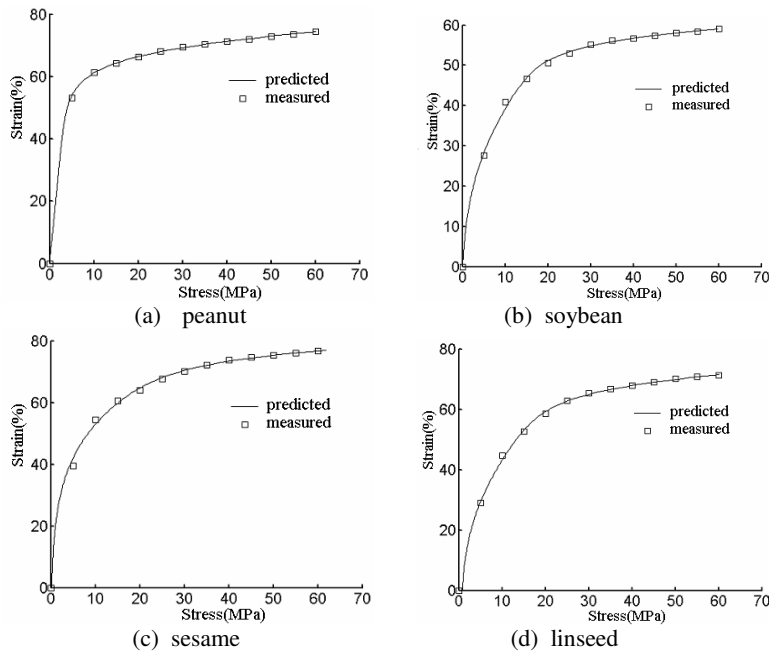 80
60
40
20
0
Strain(%)
predicted
measured
0 10 20 30 40 50 60 70
Stress(MPa)
(a) peanut
60
50
40
30
20
10
0
Strain(%)
predicted
measured
0 10 20 30 40 50 60 70
Stress(MPa)
(b) soybean
80
60
40
20
0
Strain(%)
predicted
measured
0 10 20 30 40 50 60 70
Stress(MPa)
(c) sesame
80
60
40
20
0
Strain(%)
predicted
measured
0 10 20 30 40 50 60 70
Stress(MPa)
(d) linseed